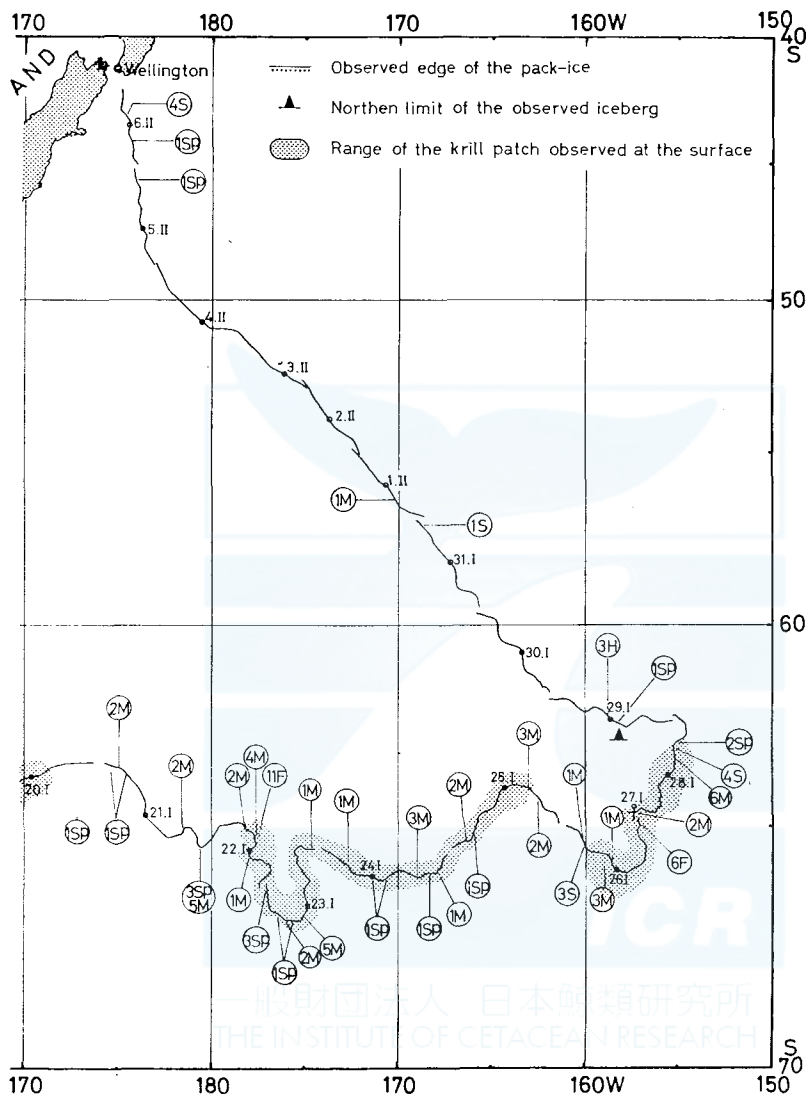 170
180
170
160W
150
40
S
AND
Wellington
Observed edge of the pack-ice
Northen limit of the observed iceberg
Range of the krill patch observed at the surface
4S
6.II
1SP
1SP
5.II
50
4.II
3.II
2.II
1.II
1M
1S
31.I
60
30.I
3H
1SP
29.I
2M
2SP
3M
4M
4S
2M
2M
11F
28.I
6M
20.I
25.I
1M
1M
1M
2M
27.I
1M
2M
21.I
1SP
1SP
2M
22.I
3M
6F
24.I
1SP
3SP
5M
1M
3S
26.I
3M
1SP
1SP
1M
23.I
3SP
5M
2M
1SP
ICR
一般財団法人 日本鯨類研究所
THE INSTITUTE OF CETACEAN RESEARCH
S
70
170
180
170
160W
150